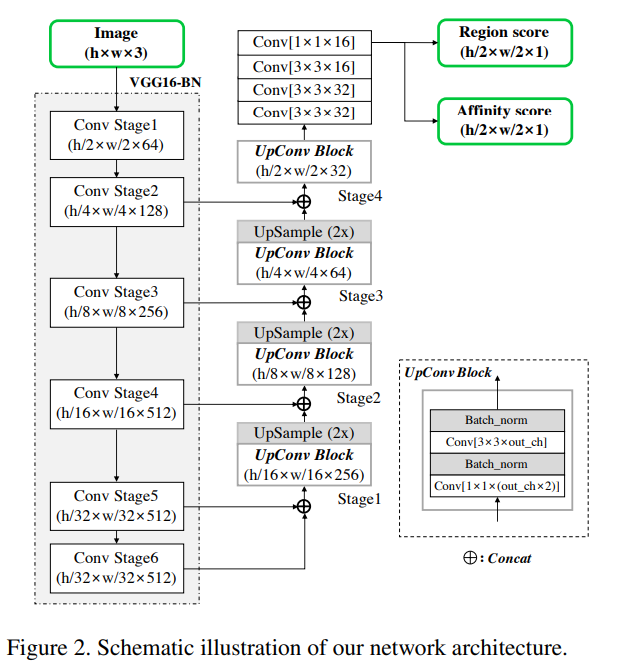 Image
(h×w×3)
VGG16-BN
Conv Stage1
(h/2×w/2×64)
Conv Stage2
(h/4×w/4×128)
Conv Stage3
(h/8×w/8×256)
Conv Stage4
(h/16×w/16×512)
Conv Stage5
(h/32×w/32×512)
Conv Stage6
(h/32×w/32×512)
Conv[1×1×16]
Conv[3×3×16]
Conv[3×3×32]
Conv[3×3×32]
UpConv Block
(h/2×w/2×32)
Stage4
UpSample (2x)
UpConv Block
(h/4×w/4×64)
Stage3
UpSample (2x)
UpConv Block
(h/8×w/8×128)
Stage2
UpSample (2x)
UpConv Block
(h/16×w/16×256)
Stage1
Region score
(h/2×w/2×1)
Affinity score
(h/2×w/2×1)
UpConv Block
Batch_norm
Conv[3×3×out_ch]
Batch_norm
Conv[1×1×(out_ch×2)]
⊕: Concat
Figure 2. Schematic illustration of our network architecture.